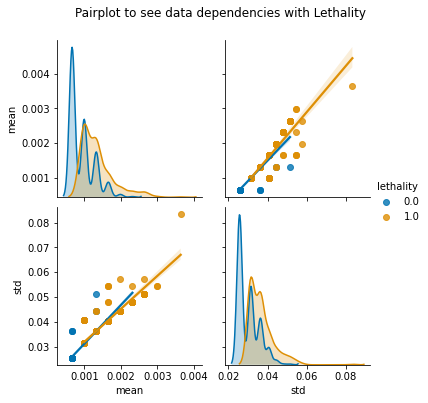 Pairplot to see data dependencies with Lethality
0.004
0.003
0.002
0.001
mean
lethality
0.0
1.0
0.08
0.07
0.06
0.05
0.04
0.03
std
0.001 0.002 0.003 0.004
mean
0.02 0.04 0.06 0.08
std